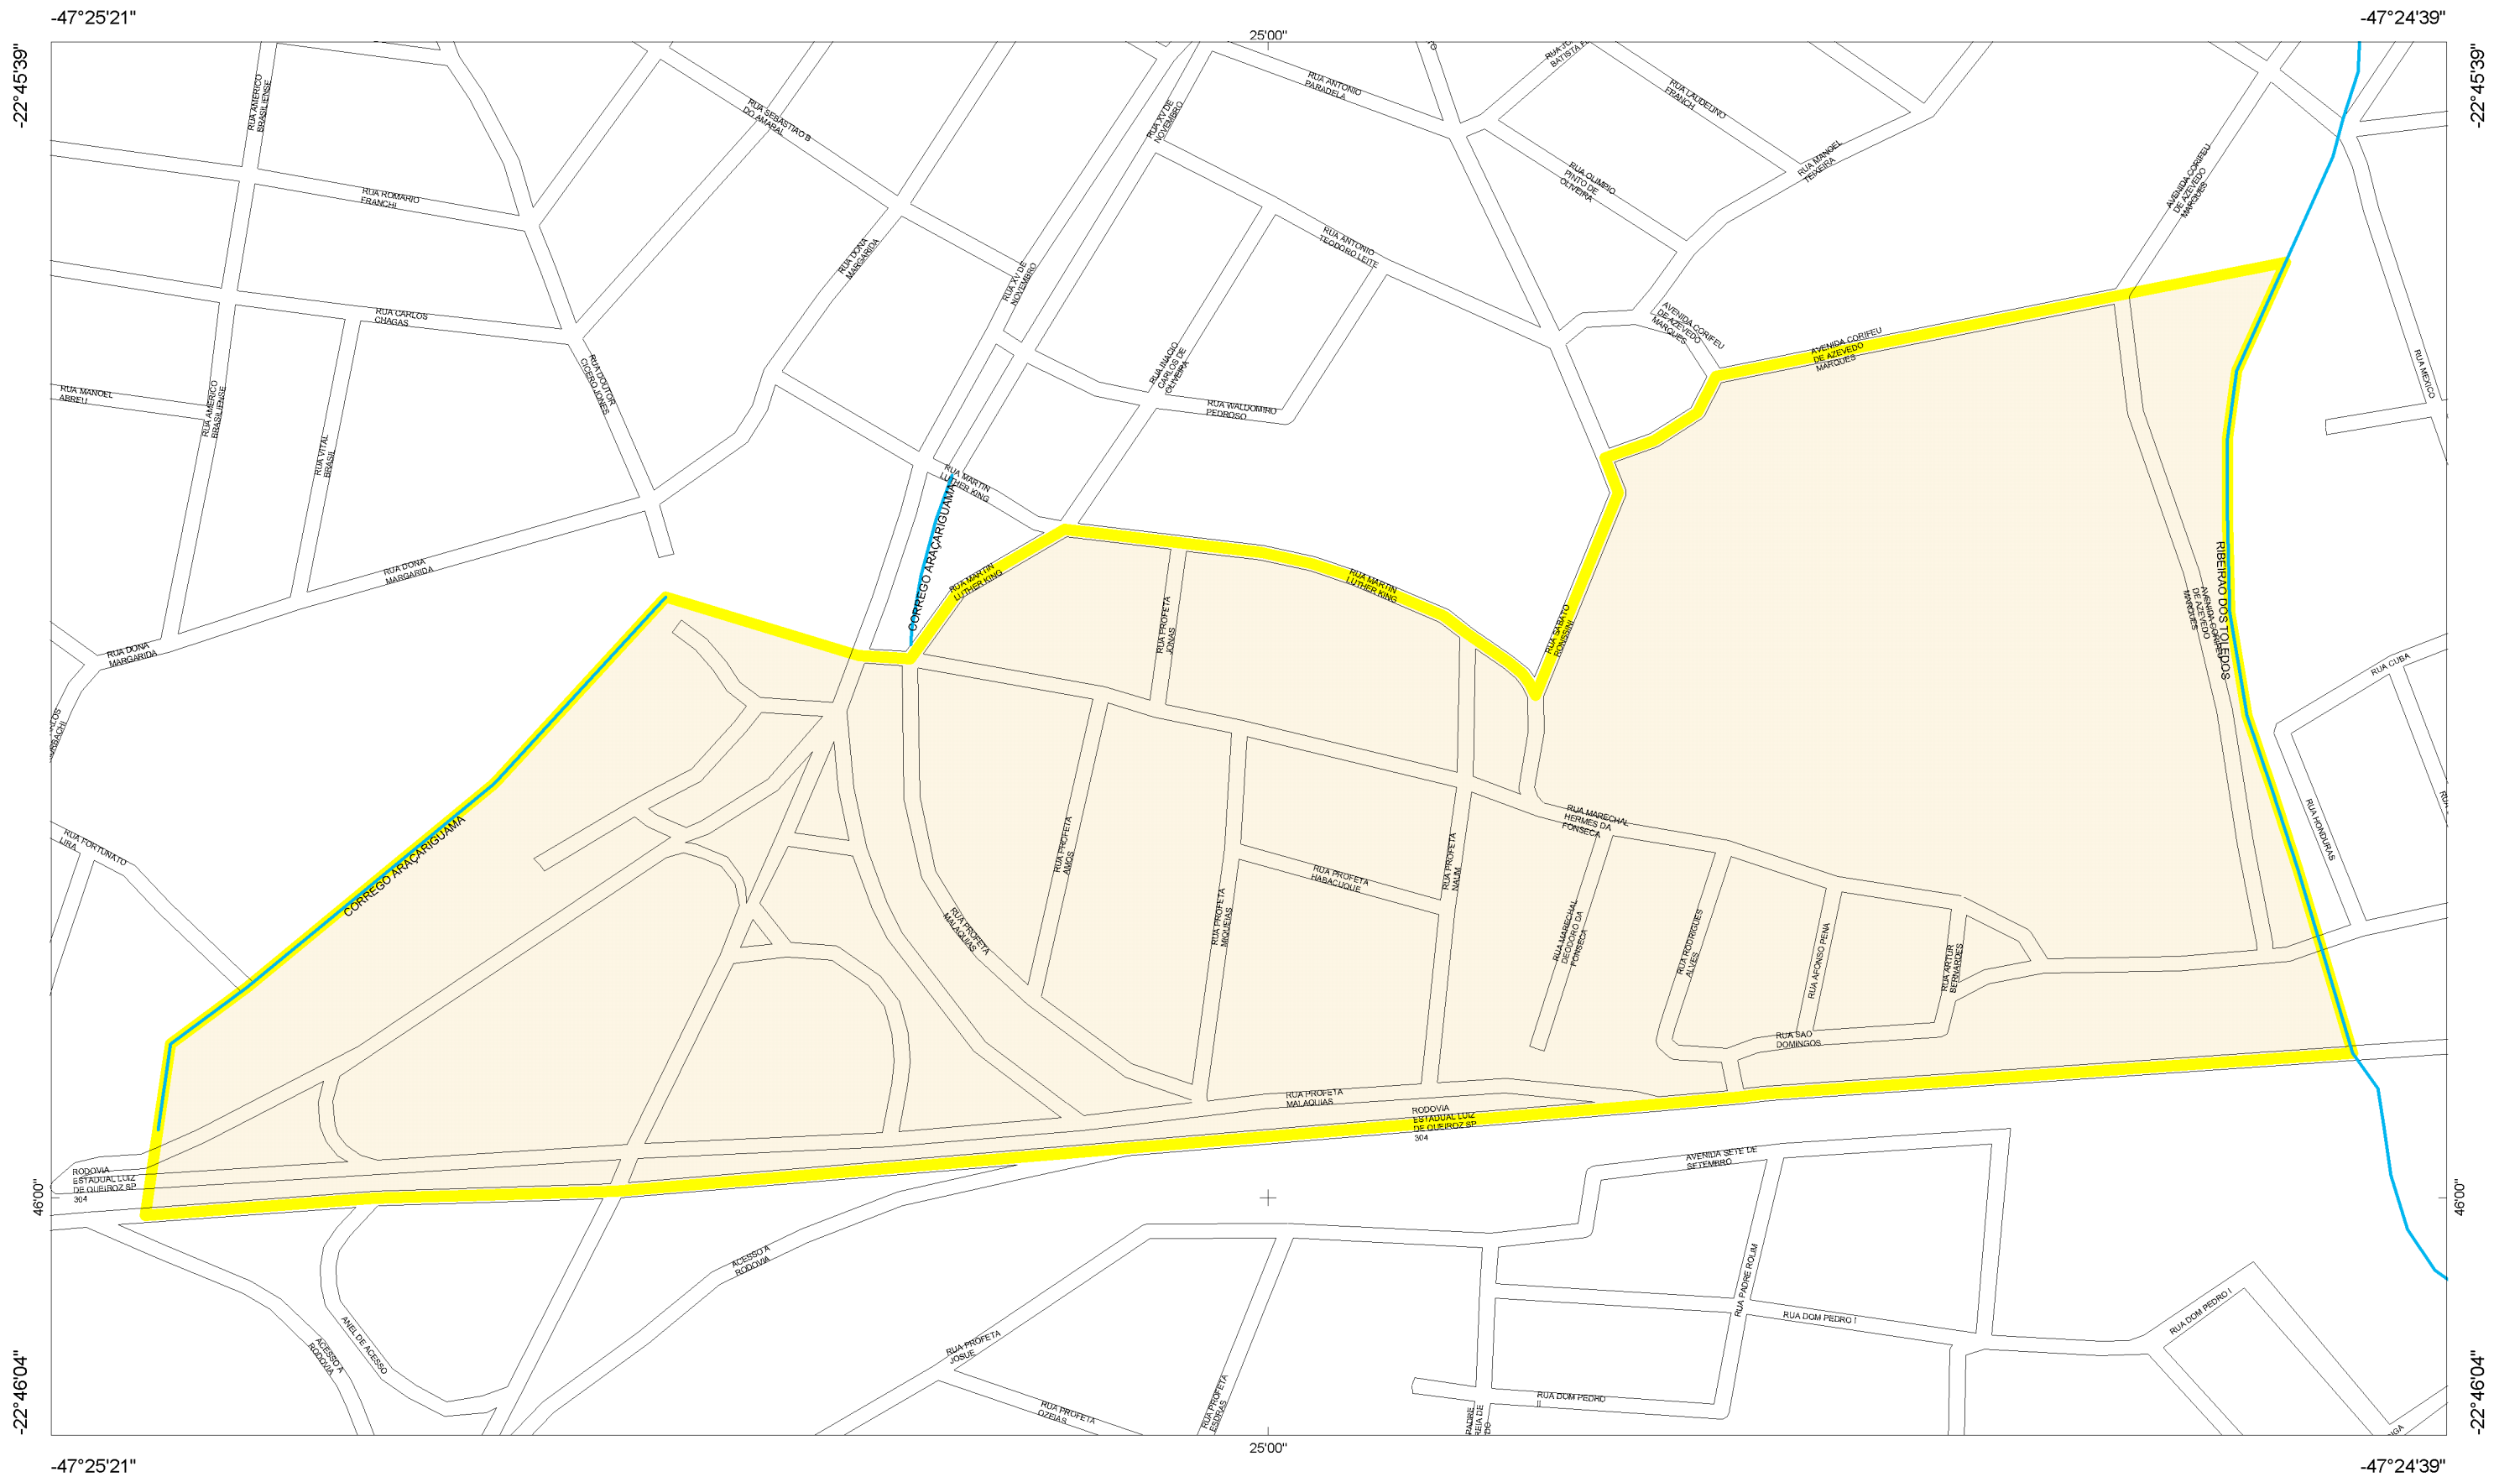 -47°25'21"
-47°24'39"
25'00"
-22°45'39"
-22°45'39"
RUA AMERICO
BRASILIENSE
RUA SEBASTIAO B
DO AMARAL
RUA XV DE
NOVEMBRO
RUA ANTONIO
PARADELA
RUA LAUDELINO
FRANCH
RUA MANOEL
TEIXEIRA
RUA OLIMPIO
PINTO DE
OLIVEIRA
AVENIDA CORIFEU
DE AZEVEDO
MARQUES
RUA ROMARIO
FRANCHI
RUA DONA
MARGARIDA
RUA XV DE
NOVEMBRO
RUA ANTONIO
TEODORO LEITE
RUA CARLOS
CHAGAS
AVENIDA CORIFEU
DE AZEVEDO
MARQUES
AVENIDA CORIFEU
DE AZEVEDO
MARQUES
RUA MEXICO
RUA MANOEL
ABREU
RUA AMERICO
BRASILIENSE
RUA DOUTOR
CICERO JONES
RUA INACIO
CARLOS DE
OLIVEIRA
RUA WALDOMIRO
PEDROSO
RUA VITAL
BRASIL
RUA MARTIN
LUTHER KING
CORREGO ARAÇARIGUAMA
RUA DONA
MARGARIDA
RUA MARTIN
LUTHER KING
RUA MARTIN
LUTHER KING
RUA PROFETA
JONAS
RUA SABATO
RONSSINI
AVENIDA CORIFEU
DE AZEVEDO
MARQUES
RIBEIRAO DOS TOLEDOS
RUA DONA
MARGARIDA
RUA CUBA
RUA FORTUNATO
LIRA
CORREGO ARAÇARIGUAMA
RUA PROFETA
AMOS
RUA MARECHAL
HERMES DA
FONSECA
RUA PROFETA
NAUM
RUA PROFETA
HABACUQUE
RUA HONDURAS
RUA PROFETA
MALAQUIAS
RUA PROFETA
MIQUEIAS
RUA MARECHAL
DEODORO DA
FONSECA
RUA RODRIGUES
ALVES
RUA AFONSO PENA
RUA ARTUR
BERNARDES
RUA SAO
DOMINGOS
RUA PROFETA
MALAQUIAS
RODOVIA
ESTADUAL LUIZ
DE QUEIROZ SP
304
RODOVIA
ESTADUAL LUIZ
DE QUEIROZ SP
304
AVENIDA SETE DE
SETEMBRO
46'00"
46'00"
ACESSO A
RODOVIA
RUA PADRE ROLIM
RUA DOM PEDRO I
RUA DOM PEDRO I
ANEL DE ACESSO
ACESSO A
RODOVIA
RUA PROFETA
JOSUE
RUA PROFETA
OZEIAS
RUA PROFETA
ESDRAS
RUA DOM PEDRO
II
-22°46'04"
-22°46'04"
25'00"
-47°25'21"
-47°24'39"